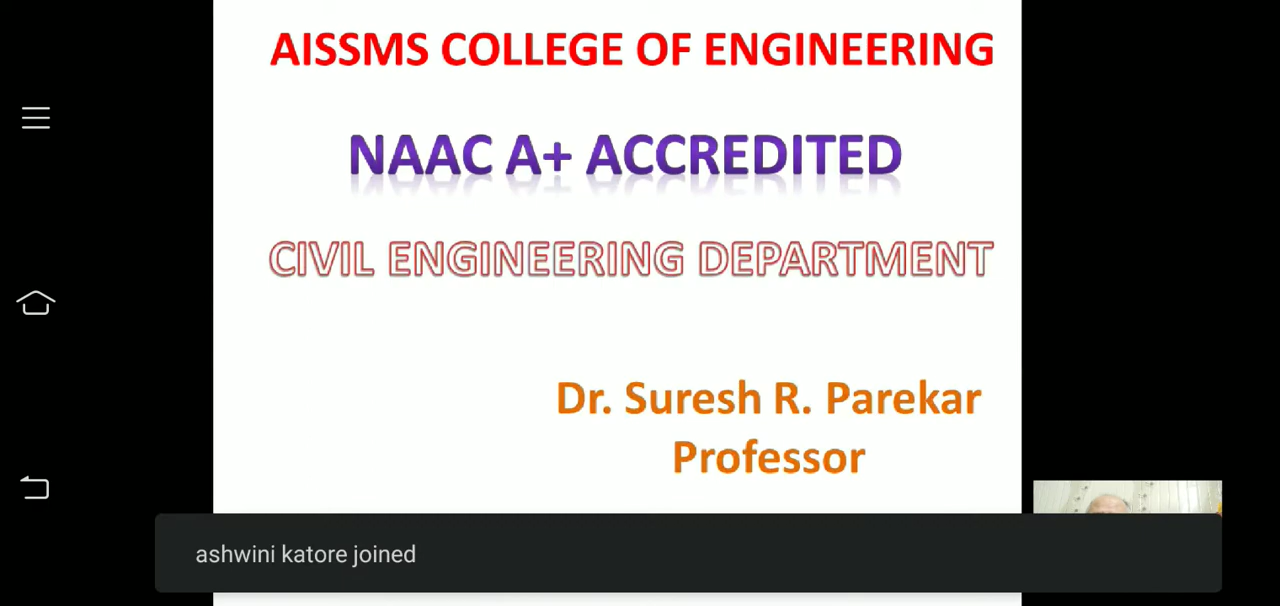 AISSMS COLLEGE OF ENGINEERING
NAAC A+ ACCREDITED
CIVIL ENGINEERING DEPARTMENT
Dr. Suresh R. Parekar
Professor
ashwini katore joined